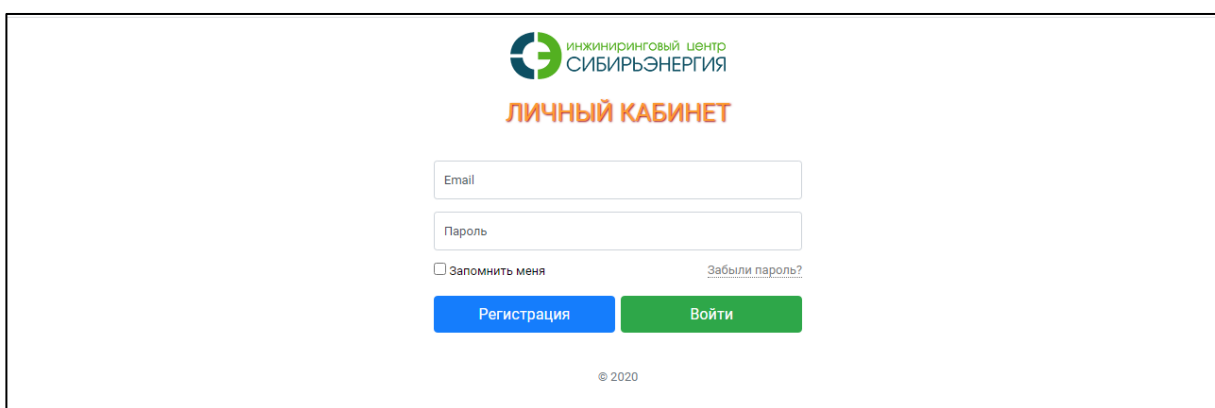 инжиниринговый центр
СИБИРЬЭНЕРГИЯ
ЛИЧНЫЙ КАБИНЕТ
Email
Пароль
Запомнить меня Забыли пароль?
Регистрация Войти
© 2020